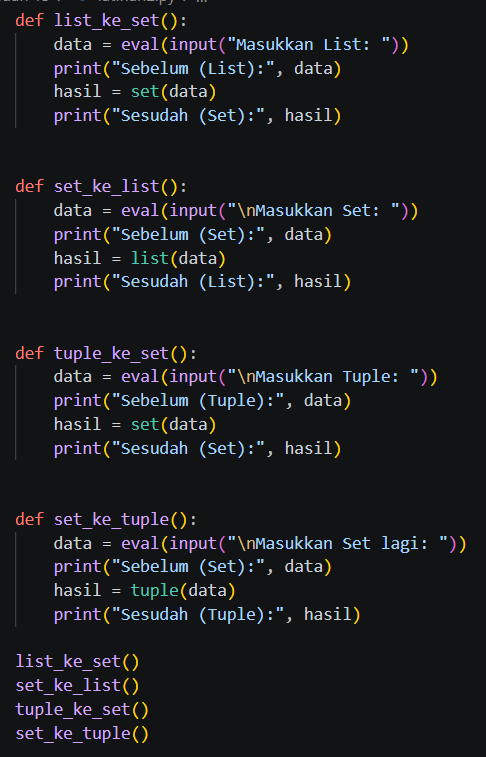 def list_ke_set():
    data = eval(input("Masukkan List: "))
    print("Sebelum (List):", data)
    hasil = set(data)
    print("Sesudah (Set):", hasil)
def set_ke_list():
    data = eval(input("\nMasukkan Set: "))
    print("Sebelum (Set):", data)
    hasil = list(data)
    print("Sesudah (List):", hasil)
def tuple_ke_set():
    data = eval(input("\nMasukkan Tuple: "))
    print("Sebelum (Tuple):", data)
    hasil = set(data)
    print("Sesudah (Set):", hasil)
def set_ke_tuple():
    data = eval(input("\nMasukkan Set lagi: "))
    print("Sebelum (Set):", data)
    hasil = tuple(data)
    print("Sesudah (Tuple):", hasil)
list_ke_set()
set_ke_list()
tuple_ke_set()
set_ke_tuple()